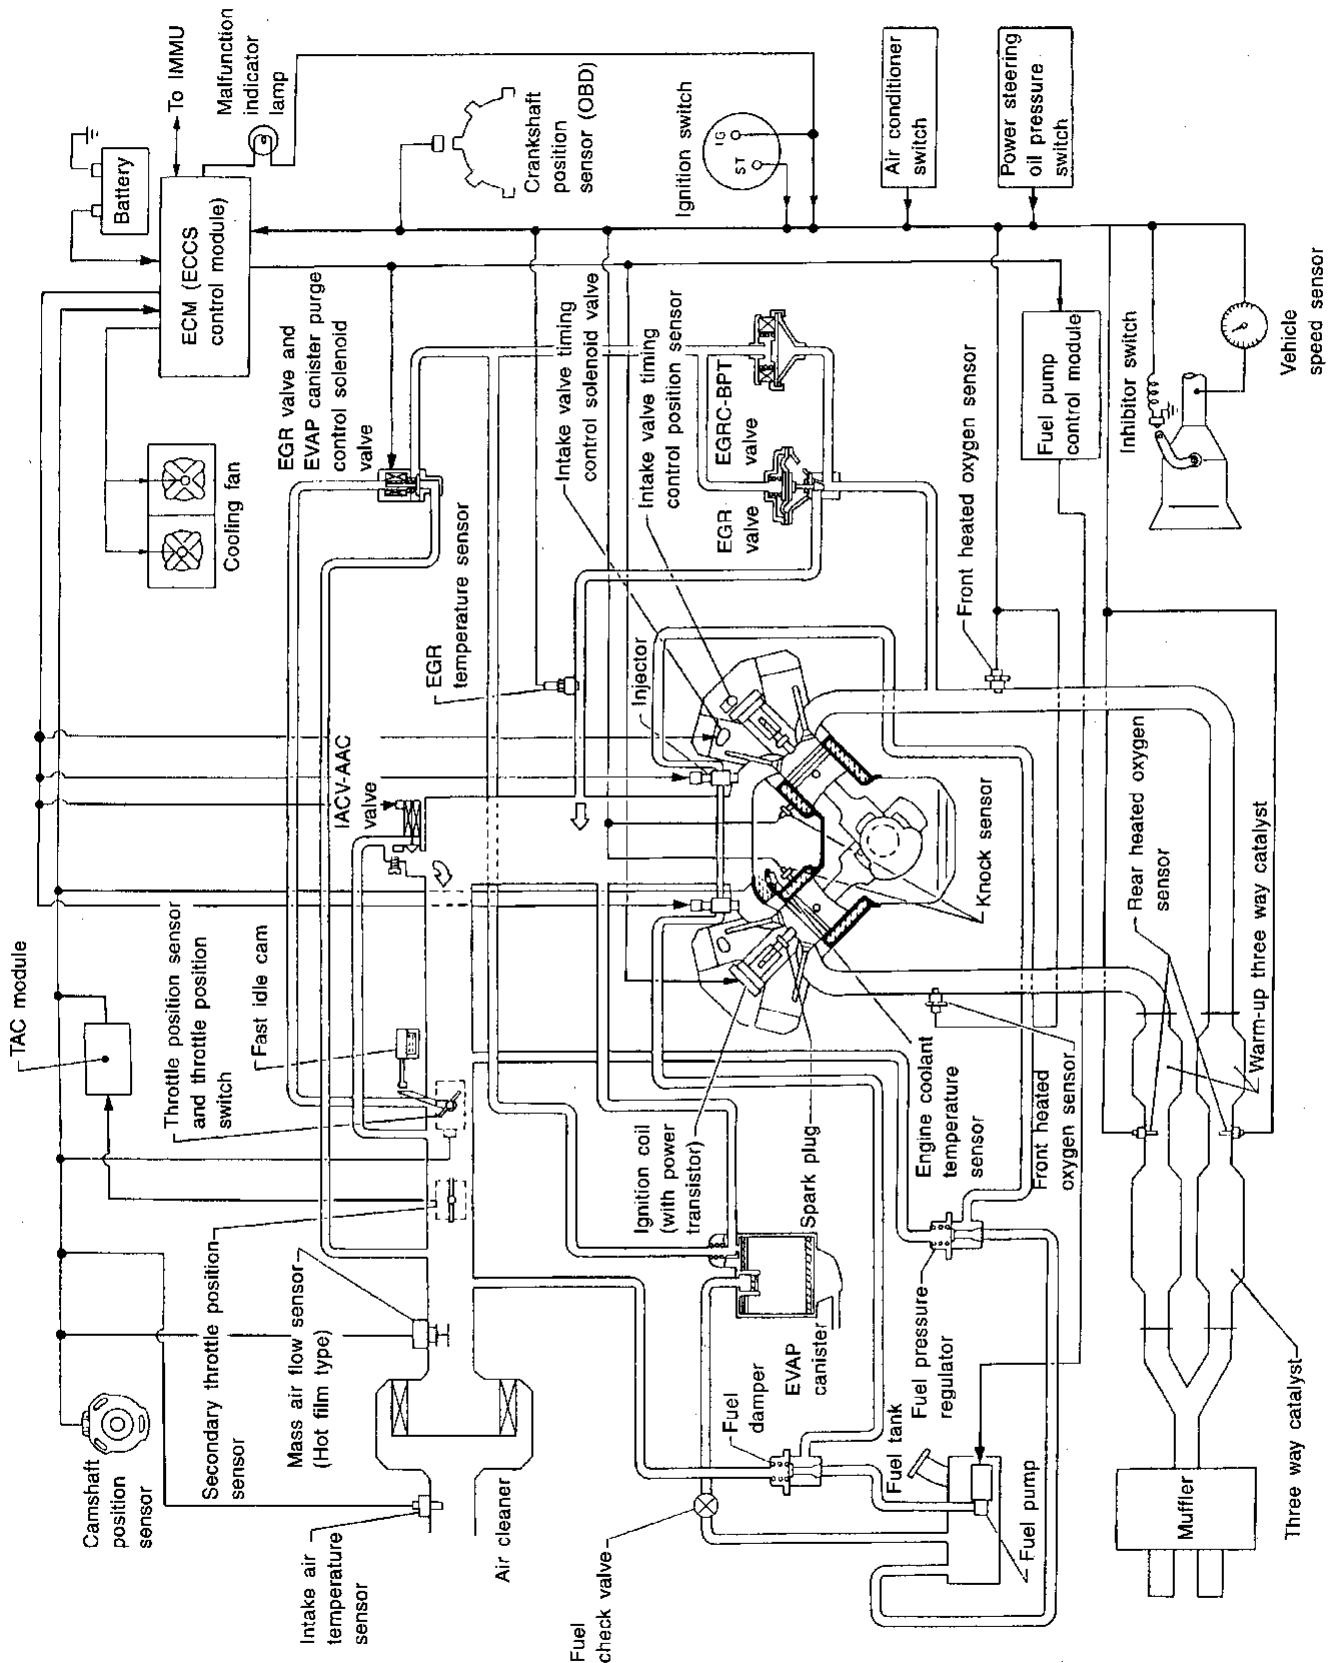 Camshaft
position
sensor
Intake air
temperature
sensor
Secondary throttle position
sensor
Mass air flow sensor
(Hot film type)
Air cleaner
Fuel
check valve
TAC module
Throttle position sensor
and throttle position
switch
Fast idle cam
IACV-AAC
valve
Cooling fan
Battery
ECM (ECCS
control module)
To IMMU
Malfunction
indicator
lamp
EGR valve and
EVAP canister purge
control solenoid
valve
EGR
temperature sensor
Injector
Intake valve timing
control solenoid valve
Intake valve timing
control position sensor
Crankshaft
position
sensor (OBD)
EGRC-BPT
valve
EGR
valve
Ignition switch
ST
IG
Air conditioner
switch
Power steering
oil pressure
switch
Ignition coil
(with power
transistor)
Spark plug
EVAP
canister
Fuel
damper
Fuel tank
Fuel pressure
regulator
Fuel pump
Engine coolant
temperature
sensor
Knock sensor
Front heated
oxygen sensor
Front heated oxygen sensor
Fuel pump
control module
Inhibitor switch
Vehicle
speed sensor
Rear heated oxygen
sensor
Warm-up three way catalyst
Three way catalyst
Muffler